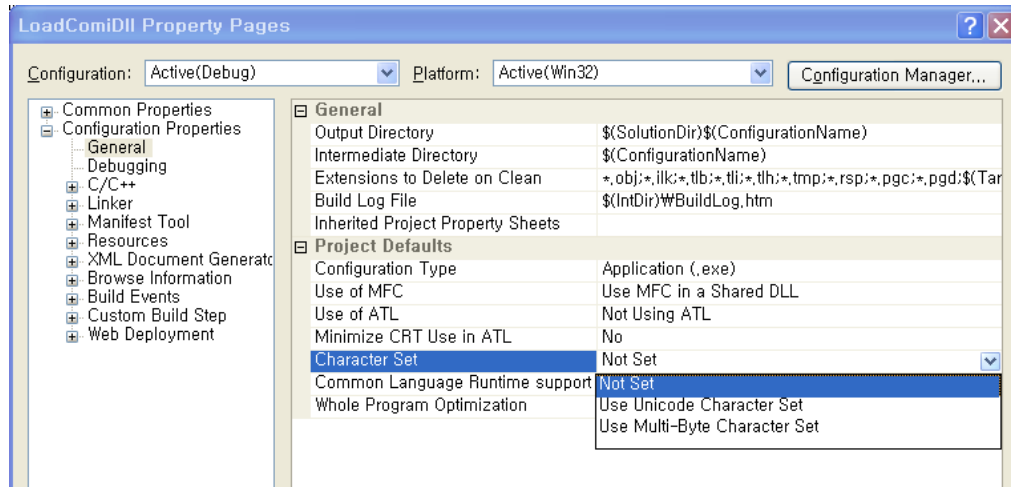 LoadComiDll Property Pages
Configuration: Active(Debug) Platform: Active(Win32) Configuration Manager...
Common Properties
Configuration Properties
General
Debugging
C/C++
Linker
Manifest Tool
Resources
XML Document Generato
Browse Information
Build Events
Custom Build Step
Web Deployment
General
Output Directory $(SolutionDir)$(ConfigurationName)
Intermediate Directory $(ConfigurationName)
Extensions to Delete on Clean *.obj;*.ilk;*.tlb;*.tli;*.tlh;*.tmp;*.rsp;*.pgc;*.pgd;$(Tar
Build Log File $(IntDir)₩BuildLog.htm
Inherited Project Property Sheets
Project Defaults
Configuration Type Application (.exe)
Use of MFC Use MFC in a Shared DLL
Use of ATL Not Using ATL
Minimize CRT Use in ATL No
Character Set Not Set
Common Language Runtime support Not Set
Whole Program Optimization Use Unicode Character Set
Use Multi-Byte Character Set